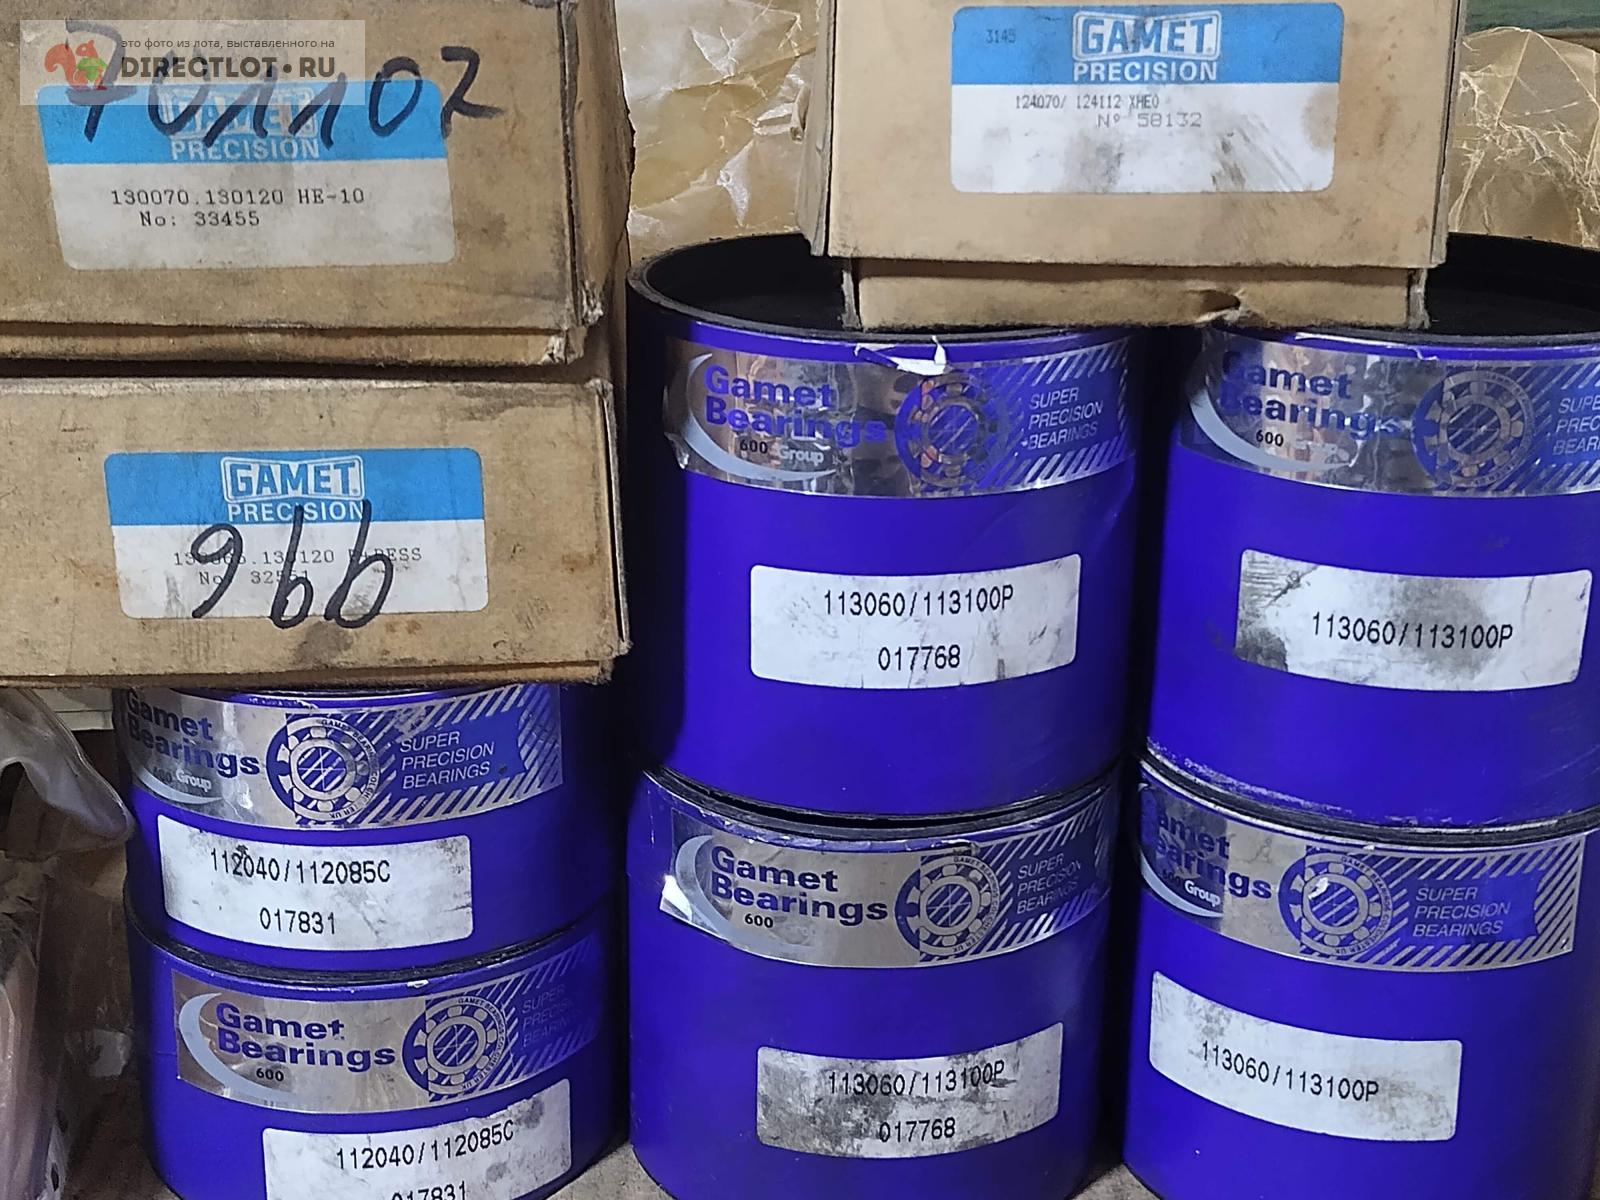 это фото из лота, выставленного на
DIRECTLOT.RU
701102
GAMET
PRECISION
130070.130120 HE-10
No: 33455
3145
GAMET
PRECISION
124070/ 124112 XHEO
Nº 58132
GAMET
PRECISION
120
No
966
Gamet
Bearings
600 Group
SUPER
PRECISION
BEARINGS
113060/113100P
017768
Gamet
Bearings
600
113060/113100P
Gamet
Bearings
600 Group
SUPER
PRECISION
BEARINGS
112040/112085C
017831
Gamet
Bearings
600
SUPER
PRECISION
BEARINGS
113060/113100P
017768
Gamet
Bearings
600 Group
SUPER
PRECISION
BEARINGS
113060/113100P
Gamet
Bearings
600
SUPER
PRECISION
BEARINGS
112040/112085C
017831